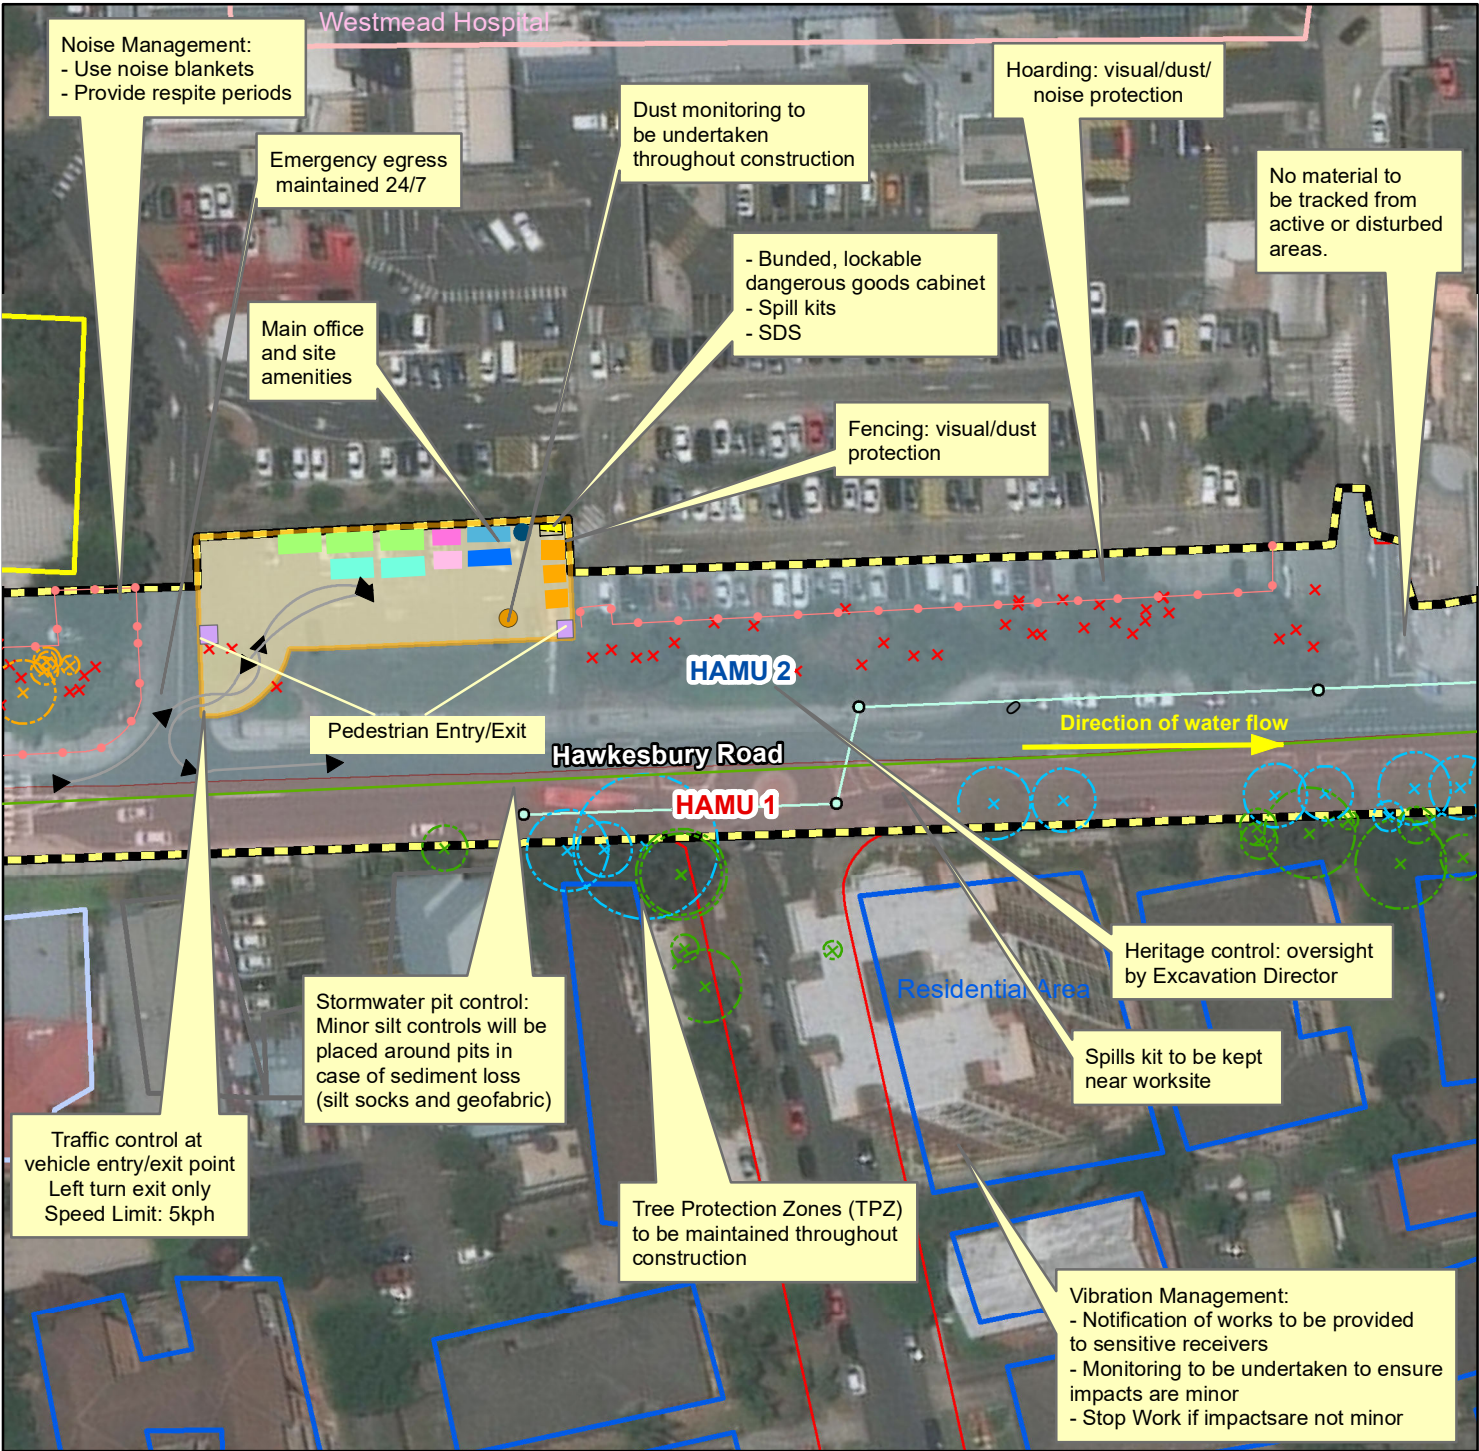 Westmead Hospital
Noise Management:
- Use noise blankets
- Provide respite periods
Hoarding: visual/dust/
noise protection
Dust monitoring to
be undertaken
throughout construction
Emergency egress
maintained 24/7
No material to
be tracked from
active or disturbed
areas.
- Bunded, lockable
dangerous goods cabinet
- Spill kits
- SDS
Main office
and site
amenities
Fencing: visual/dust
protection
HAMU 2
Pedestrian Entry/Exit
Direction of water flow
Hawkesbury Road
HAMU 1
Heritage control: oversight
by Excavation Director
Residential Area
Stormwater pit control:
Minor silt controls will be
placed around pits in
case of sediment loss
(silt socks and geofabric)
Spills kit to be kept
near worksite
Traffic control at
vehicle entry/exit point
Left turn exit only
Speed Limit: 5kph
Tree Protection Zones (TPZ)
to be maintained throughout
construction
Vibration Management:
- Notification of works to be provided
to sensitive receivers
- Monitoring to be undertaken to ensure
impacts are minor
- Stop Work if impactsare not minor